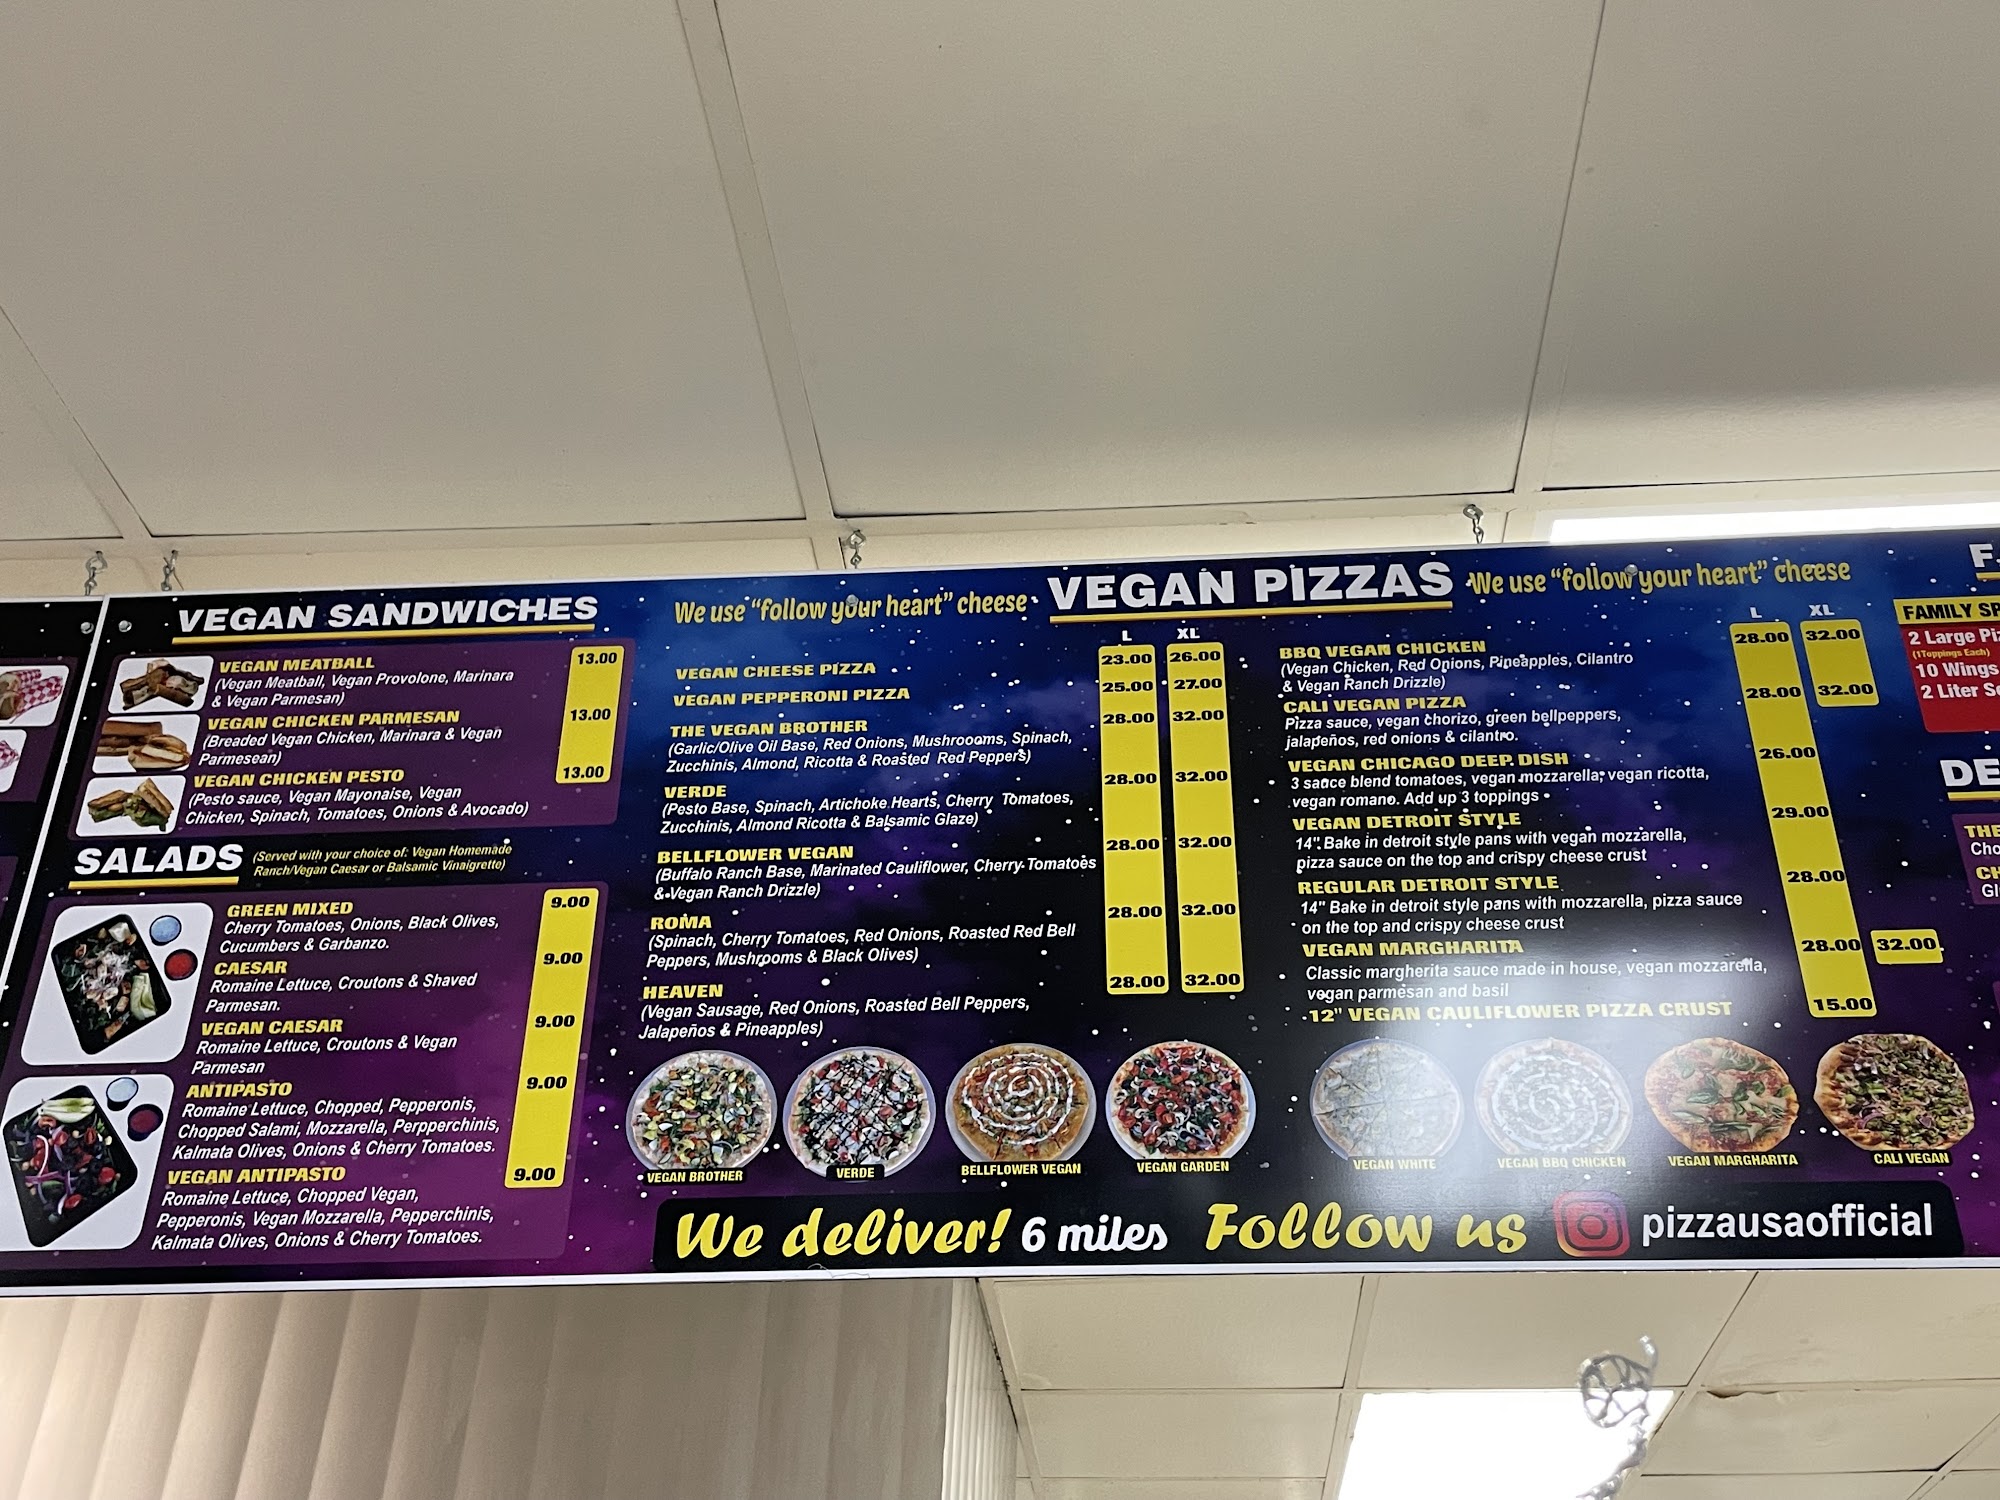 VEGAN SANDWICHES
VEGAN MEATBALL
(Vegan Meatball, Vegan Provolone, Marinara
& Vegan Parmesan)
13.00
VEGAN CHICKEN PARMESAN
(Breaded Vegan Chicken, Marinara & Vegan
Parmesean)
13.00
VEGAN CHICKEN PESTO
(Pesto sauce, Vegan Mayonaise, Vegan
Chicken, Spinach, Tomatoes, Onions & Avocado)
13.00
SALADS
(Served with your choice of: Vegan Homemade
Ranch/Vegan Caesar or Balsamic Vinaigrette)
GREEN MIXED
Cherry Tomatoes, Onions, Black Olives,
Cucumbers & Garbanzo.
9.00
CAESAR
Romaine Lettuce, Croutons & Shaved
Parmesan.
9.00
VEGAN CAESAR
Romaine Lettuce, Croutons & Vegan
Parmesan
9.00
ANTIPASTO
Romaine Lettuce, Chopped, Pepperonis,
Chopped Salami, Mozzarella, Perpperchinis,
Kalmata Olives, Onions & Cherry Tomatoes.
9.00
VEGAN ANTIPASTO
Romaine Lettuce, Chopped Vegan,
Pepperonis, Vegan Mozzarella, Pepperchinis,
Kalmata Olives, Onions & Cherry Tomatoes.
9.00
We use "follow your heart" cheese
VEGAN PIZZAS
We use "follow your heart" cheese
L XL
VEGAN CHEESE PIZZA 23.00 26.00
VEGAN PEPPERONI PIZZA 25.00 27.00
THE VEGAN BROTHER 28.00 32.00
(Garlic/Olive Oil Base, Red Onions, Mushroooms, Spinach,
Zucchinis, Almond, Ricotta & Roasted Red Peppers)
VERDE 28.00 32.00
(Pesto Base, Spinach, Artichoke Hearts, Cherry Tomatoes,
Zucchinis, Almond Ricotta & Balsamic Glaze)
BELLFLOWER VEGAN 28.00 32.00
(Buffalo Ranch Base, Marinated Cauliflower, Cherry Tomatoes
& Vegan Ranch Drizzle)
ROMA 28.00 32.00
(Spinach, Cherry Tomatoes, Red Onions, Roasted Red Bell
Peppers, Mushrooms & Black Olives)
HEAVEN 28.00 32.00
(Vegan Sausage, Red Onions, Roasted Bell Peppers,
Jalapeños & Pineapples)
L XL
BBQ VEGAN CHICKEN 28.00 32.00
(Vegan Chicken, Red Onions, Pineapples, Cilantro
& Vegan Ranch Drizzle)
CALI VEGAN PIZZA 28.00 32.00
Pizza sauce, vegan chorizo, green bellpeppers,
jalapeños, red onions & cilantro.
VEGAN CHICAGO DEEP DISH 26.00
3 sauce blend tomatoes, vegan mozzarella, vegan ricotta,
vegan romano. Add up 3 toppings
VEGAN DETROIT STYLE 29.00
14" Bake in detroit style pans with vegan mozzarella,
pizza sauce on the top and crispy cheese crust
REGULAR DETROIT STYLE 28.00
14" Bake in detroit style pans with mozzarella, pizza sauce
on the top and crispy cheese crust
VEGAN MARGHARITA 28.00 32.00
Classic margherita sauce made in house, vegan mozzarella,
vegan parmesan and basil
12" VEGAN CAULIFLOWER PIZZA CRUST 15.00
VEGAN BROTHER
VERDE
BELLFLOWER VEGAN
VEGAN GARDEN
VEGAN WHITE
VEGAN BBQ CHICKEN
VEGAN MARGHARITA
CALI VEGAN
We deliver! 6 miles Follow us pizzausaofficial
F
FAMILY SP
2 Large Piz
(1Toppings Each)
10 Wings
2 Liter So
DE
THE
Cho
CH
Gl